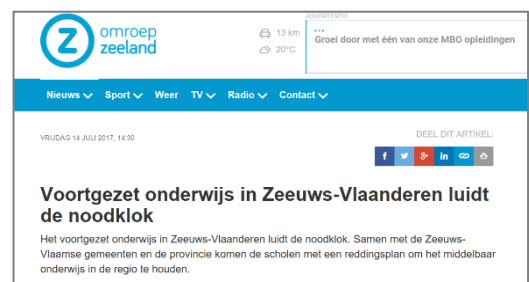 ADVERTENTIE
omroep
zeeland
13 km
20°C
...
Groei door met één van onze MBO opleidingen
Nieuws Sport Weer TV Radio Contact
VRIJDAG 14 JULI 2017, 14:30
DEEL DIT ARTIKEL:
Voortgezet onderwijs in Zeeuws-Vlaanderen luidt
de noodklok
Het voortgezet onderwijs in Zeeuws-Vlaanderen luidt de noodklok. Samen met de Zeeuws-
Vlaamse gemeenten en de provincie komen de scholen met een reddingsplan om het middelbaar
onderwijs in de regio te houden.